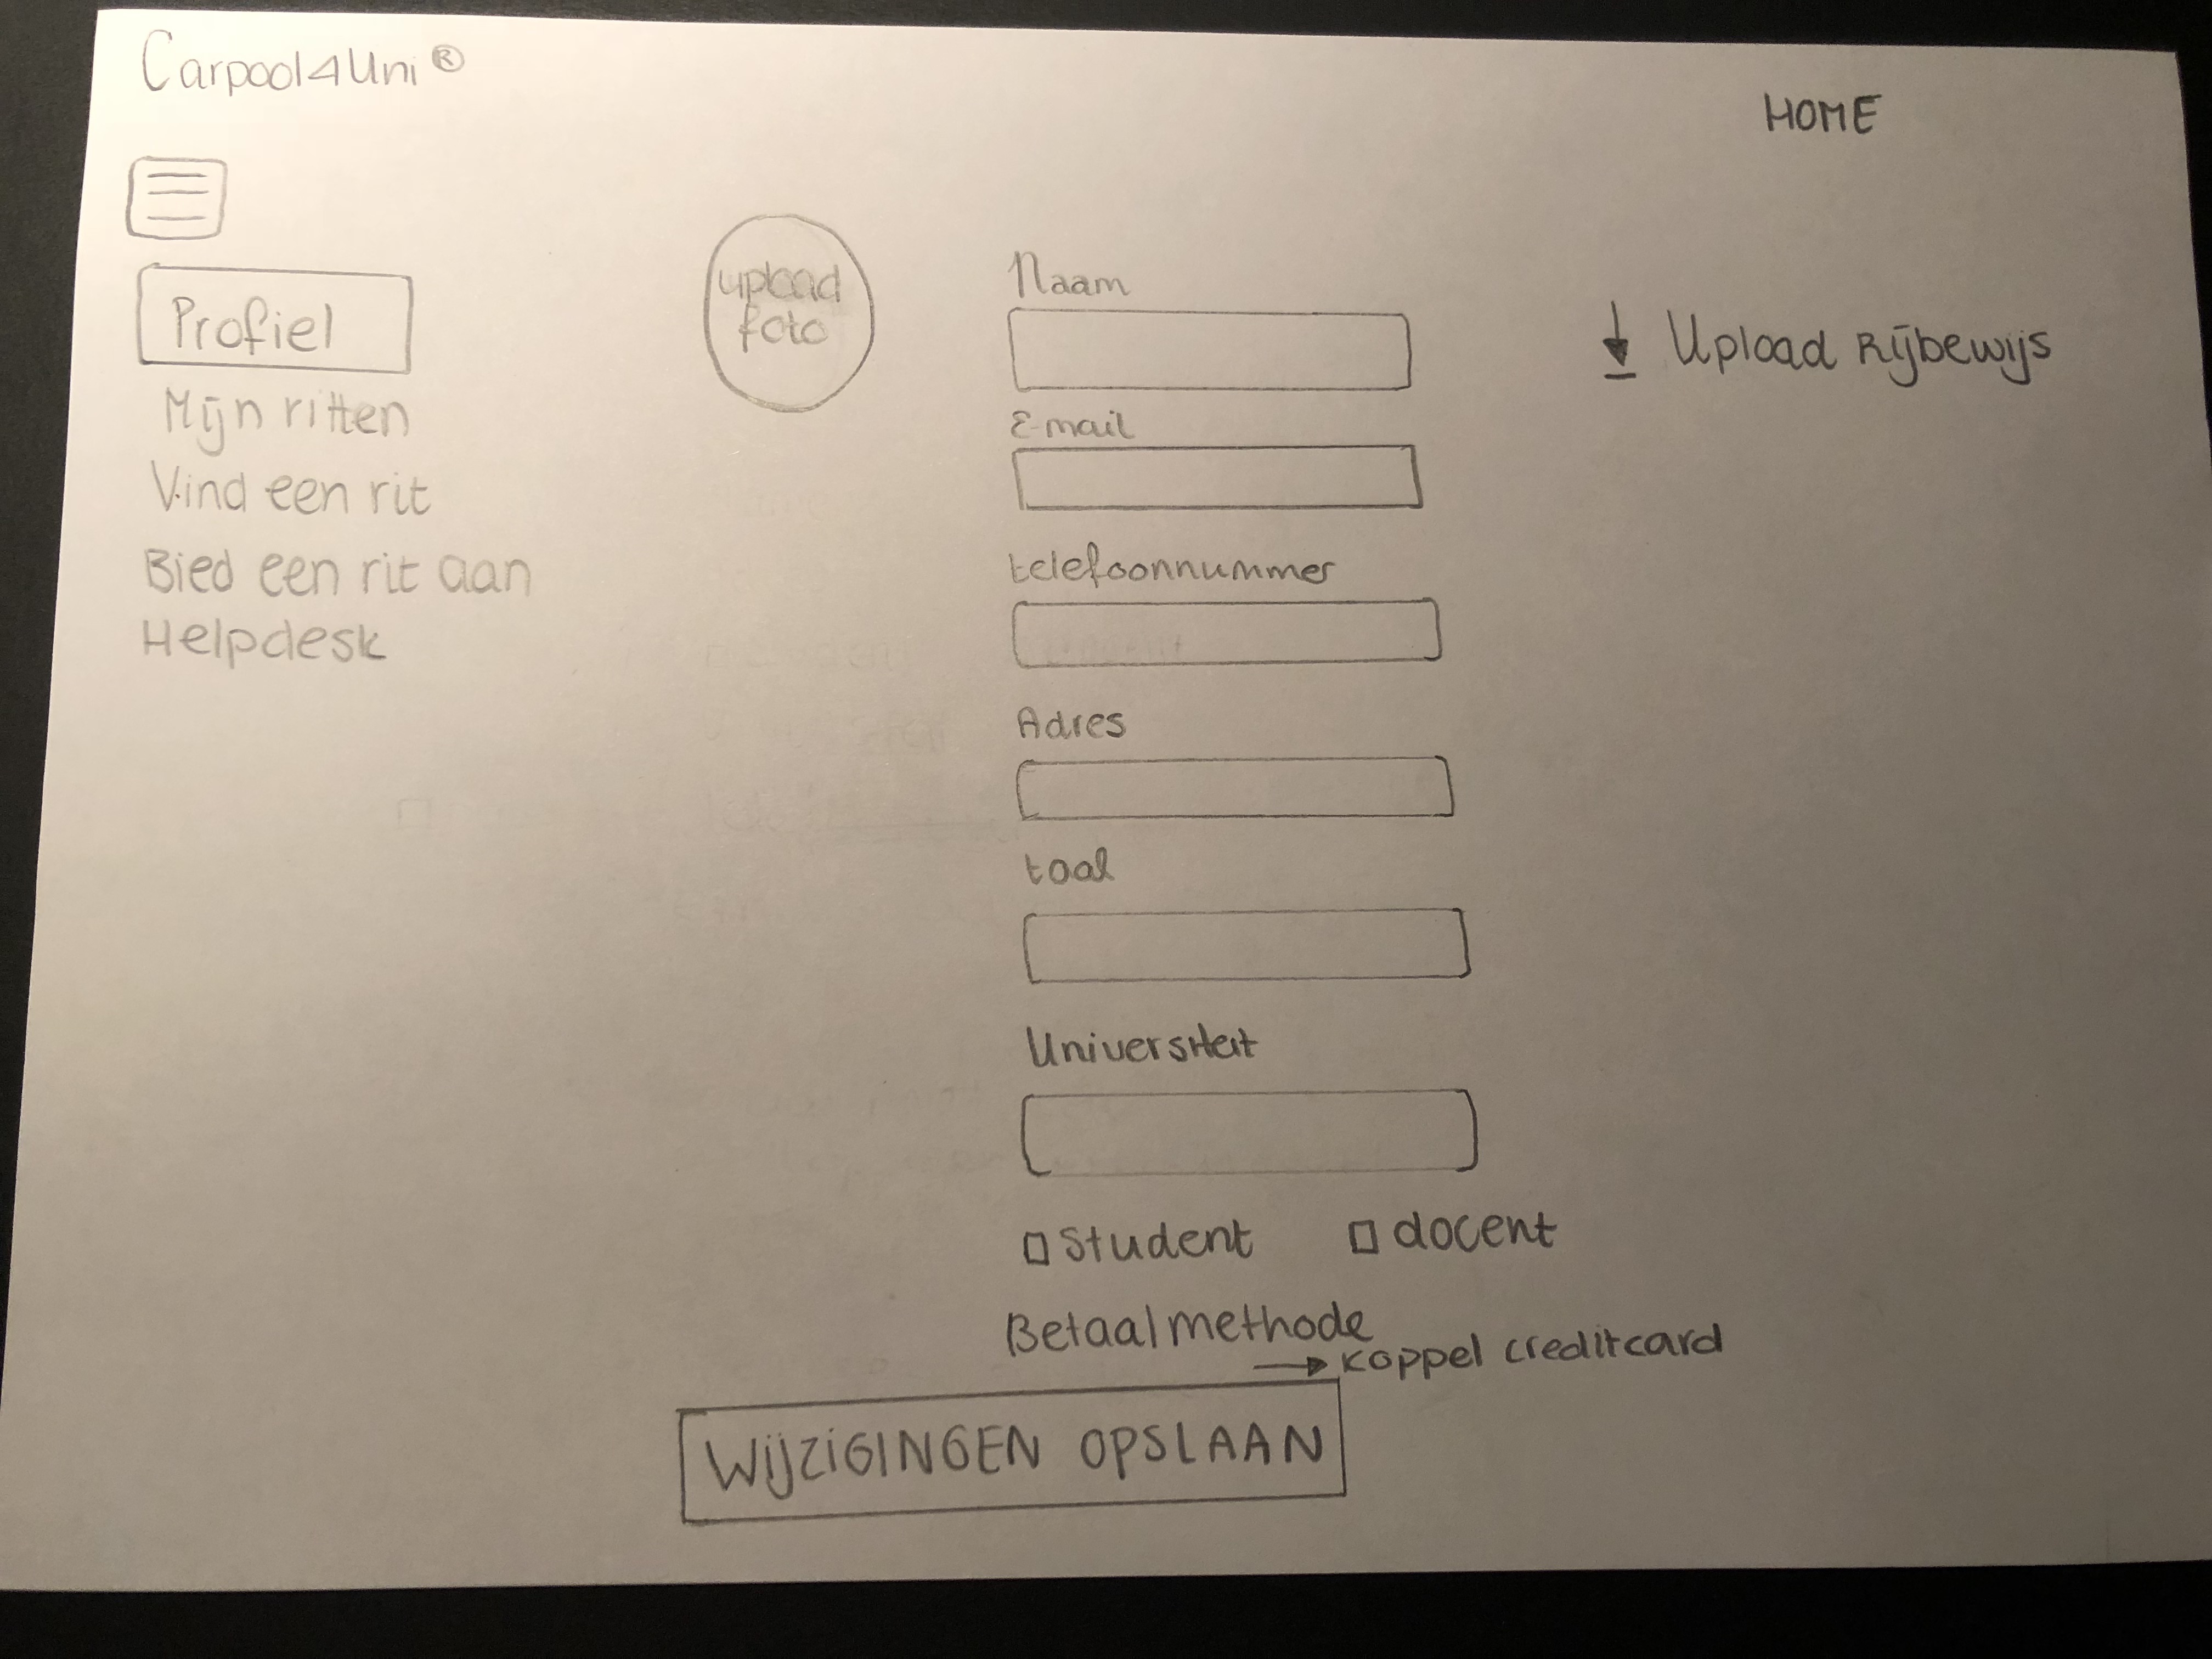 Carpool4Uni ®
HOME
Profiel
Mijn ritten
Vind een rit
Bied een rit aan
Helpdesk
upload
foto
Naam
E-mail
telefoonnummer
Adres
taal
Universiteit
Student
docent
Betaalmethode
→ koppel creditcard
WIJZIGINGEN OPSLAAN
Upload Rijbewijs